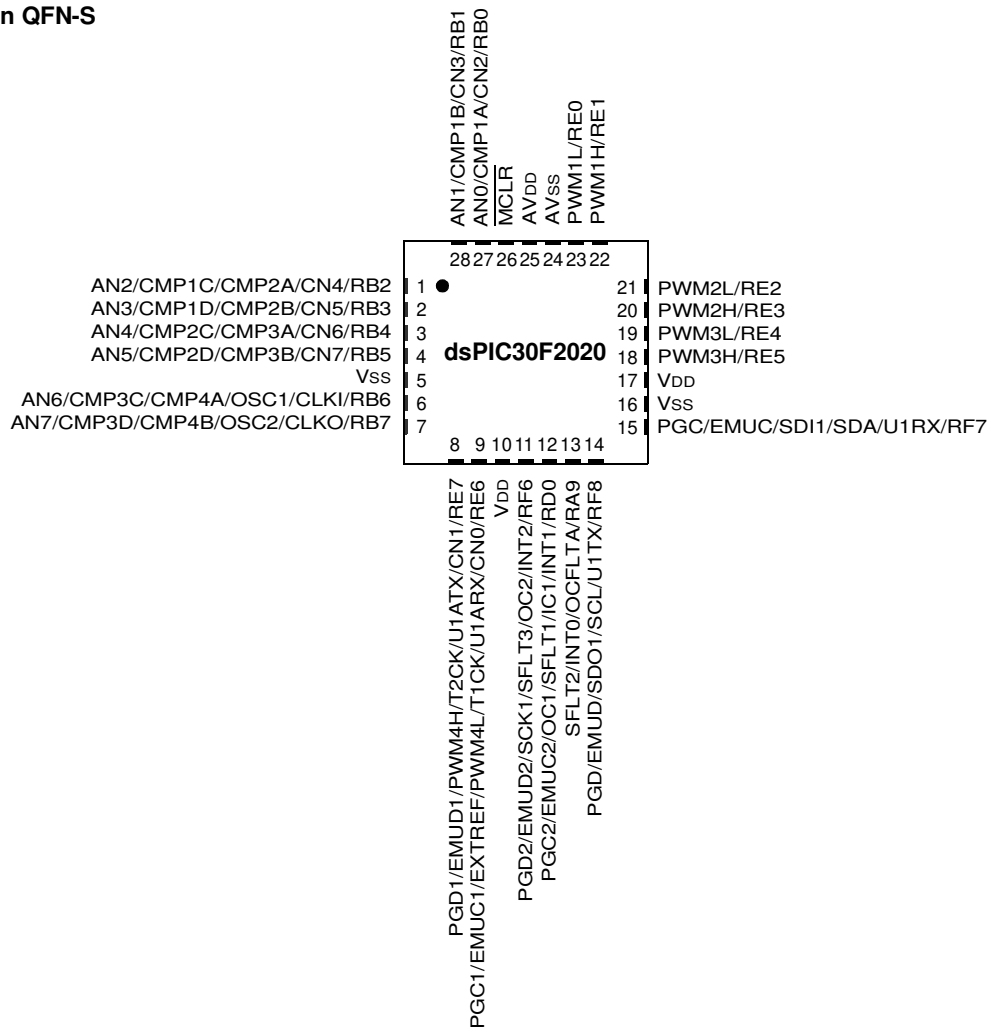 n QFN-S
AN1/CMP1B/CN3/RB1
AN0/CMP1A/CN2/RB0
MCLR
AVDD
AVSS
PWM1L/RE0
PWM1H/RE1
28 27 26 25 24 23 22
AN2/CMP1C/CMP2A/CN4/RB2 1
AN3/CMP1D/CMP2B/CN5/RB3 2
AN4/CMP2C/CMP3A/CN6/RB4 3
AN5/CMP2D/CMP3B/CN7/RB5 4
VSS 5
AN6/CMP3C/CMP4A/OSC1/CLKI/RB6 6
AN7/CMP3D/CMP4B/OSC2/CLKO/RB7 7
dsPIC30F2020
21 PWM2L/RE2
20 PWM2H/RE3
19 PWM3L/RE4
18 PWM3H/RE5
17 VDD
16 VSS
15 PGC/EMUC/SDI1/SDA/U1RX/RF7
8 9 10 11 12 13 14
PGD1/EMUD1/PWM4H/T2CK/U1ATX/CN1/RE7
PGC1/EMUC1/EXTREF/PWM4L/T1CK/U1ARX/CN0/RE6
VDD
PGD2/EMUD2/SCK1/SFLT3/OC2/INT2/RF6
PGC2/EMUC2/OC1/SFLT1/IC1/INT1/RD0
SFLT2/INT0/OCFLTA/RA9
PGD/EMUD/SDO1/SCL/U1TX/RF8